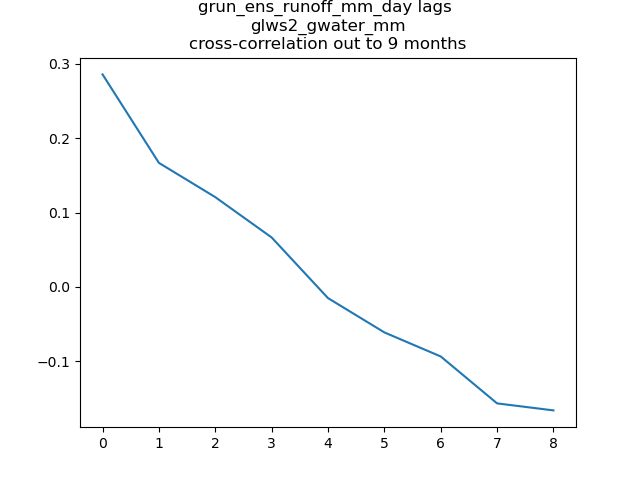 grun_ens_runoff_mm_day lags
glws2_gwater_mm
cross-correlation out to 9 months
0.3
0.2
0.1
0.0
−0.1
0 1 2 3 4 5 6 7 8